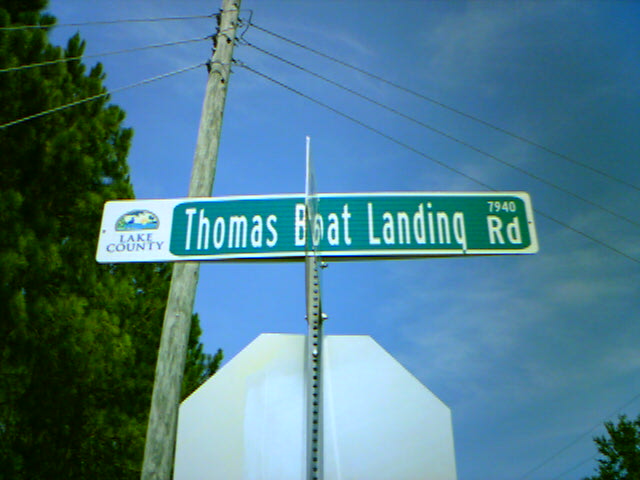 LAKE
COUNTY
Thomas Boat Landing Rd
7940